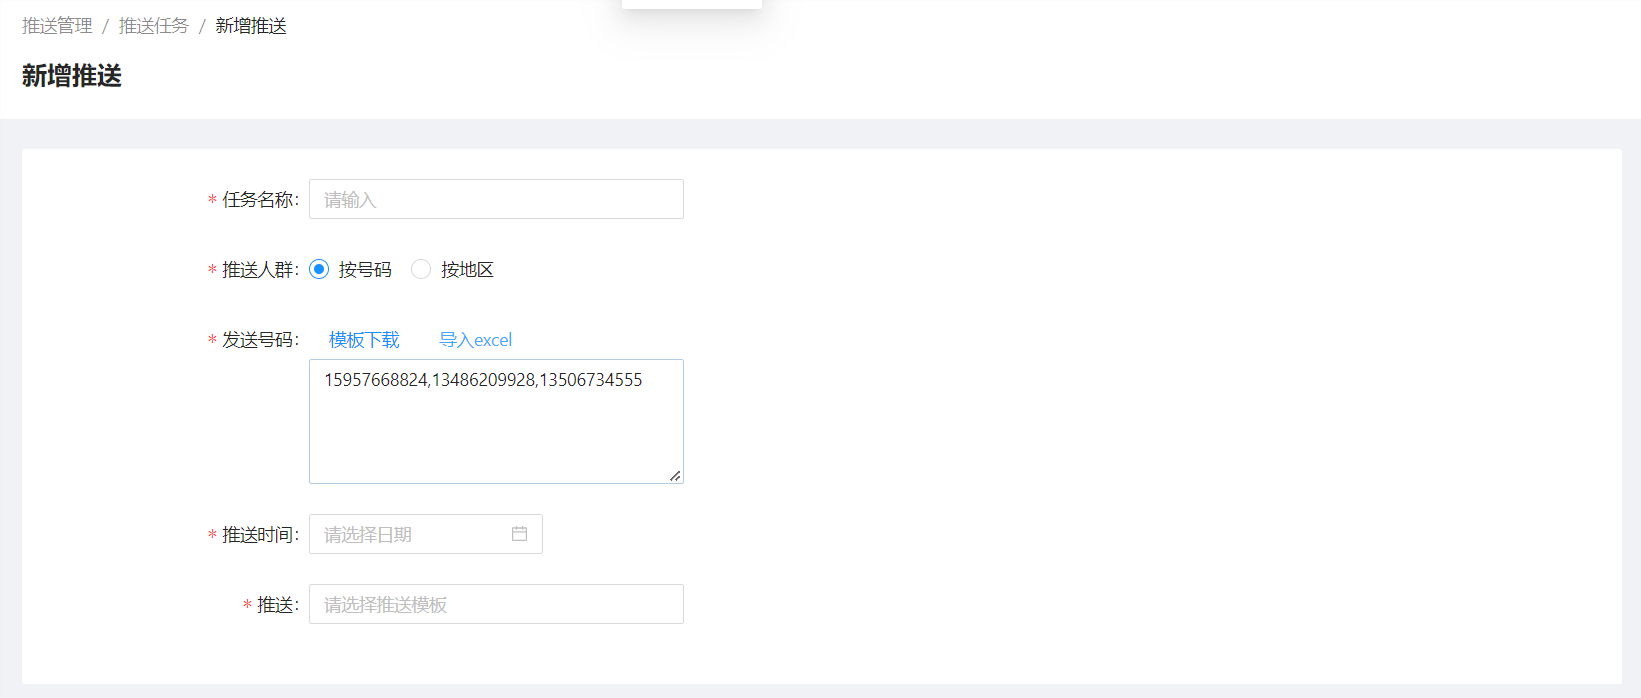 推送管理 / 推送任务 / 新增推送
新增推送
* 任务名称: 请输入
* 推送人群: 按号码 按地区
* 发送号码: 模板下载 导入excel
15957668824,13486209928,13506734555
* 推送时间: 请选择日期
* 推送: 请选择推送模板